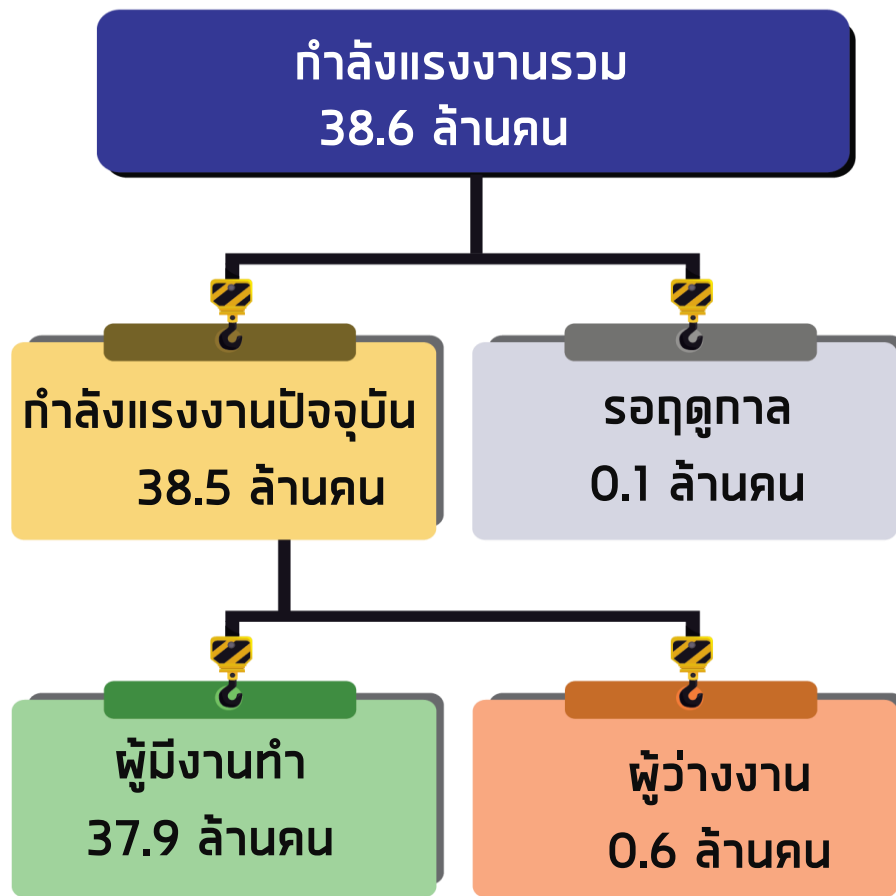 กำลังแรงงานรวม
38.6 ล้านคน
กำลังแรงงานปัจจุบัน
38.5 ล้านคน
รอฤดูกาล
0.1 ล้านคน
ผู้มีงานทำ
37.9 ล้านคน
ผู้ว่างงาน
0.6 ล้านคน